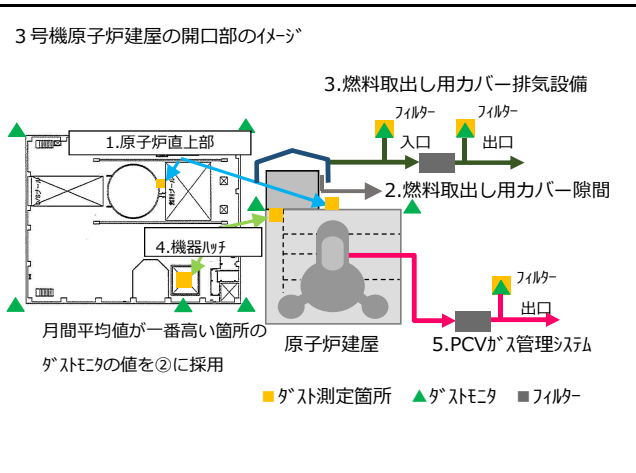 ３号機原子炉建屋の開口部のｲﾒｰｼﾞ
3.燃料取出し用カバー排気設備
ﾌｨﾙﾀｰ
ﾌｨﾙﾀｰ
入口
出口
1.原子炉直上部
2.燃料取出し用カバー隙間
4.機器ﾊｯﾁ
ﾌｨﾙﾀｰ
出口
月間平均値が一番高い箇所の
ﾀﾞｽﾄﾓﾆﾀの値を②に採用
原子炉建屋
5.PCVｶﾞｽ管理ｼｽﾃﾑ
ﾀﾞｽﾄ測定箇所
ﾀﾞｽﾄﾓﾆﾀ
ﾌｨﾙﾀｰ